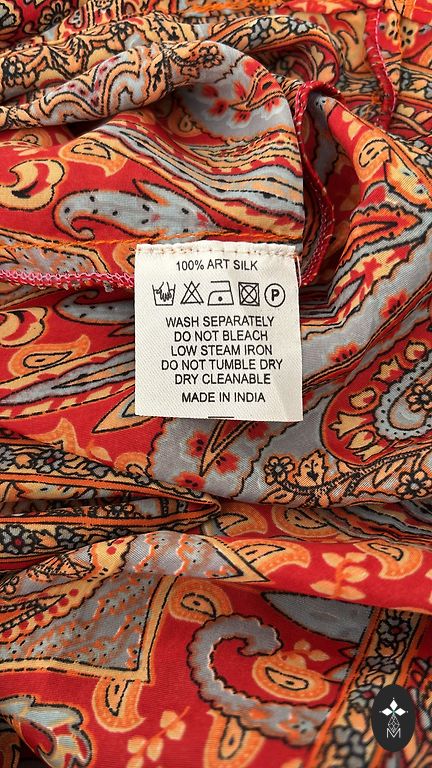 100% ART SILK
P
WASH SEPARATELY
DO NOT BLEACH
LOW STEAM IRON
DO NOT TUMBLE DRY
DRY CLEANABLE
MADE IN INDIA
M